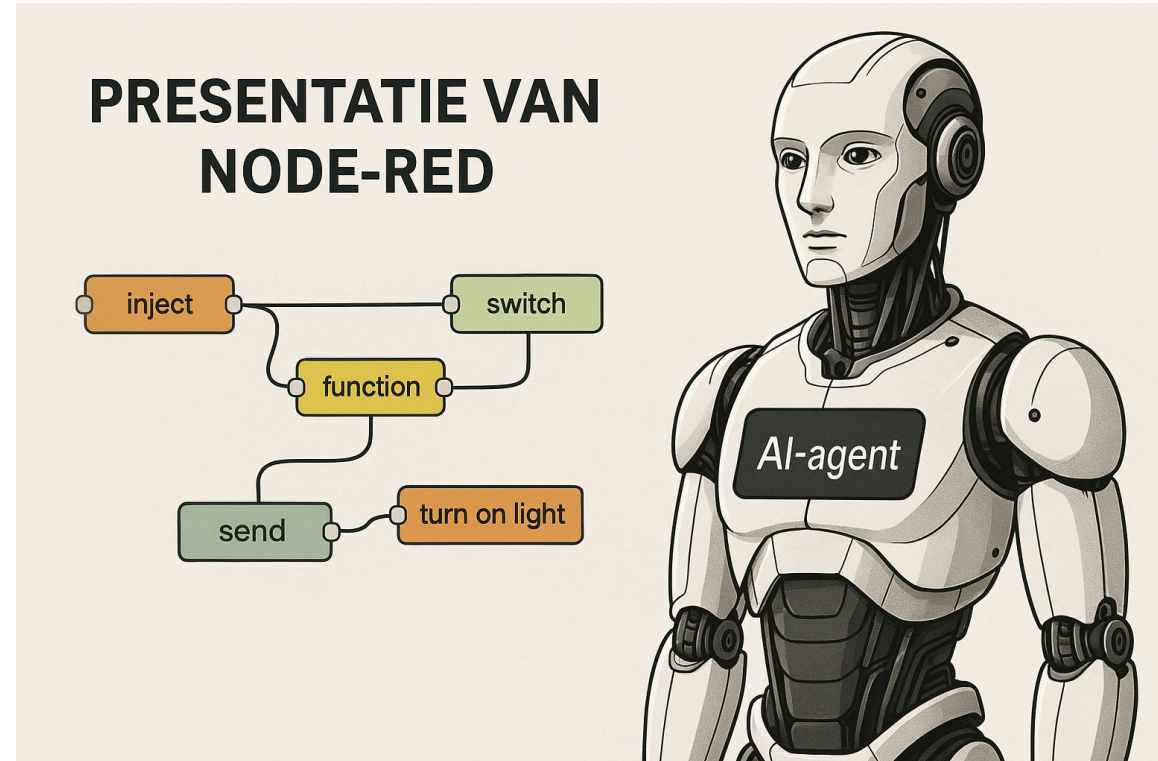 PRESENTATIE VAN
NODE-RED
inject
switch
function
send
turn on light
AI-agent